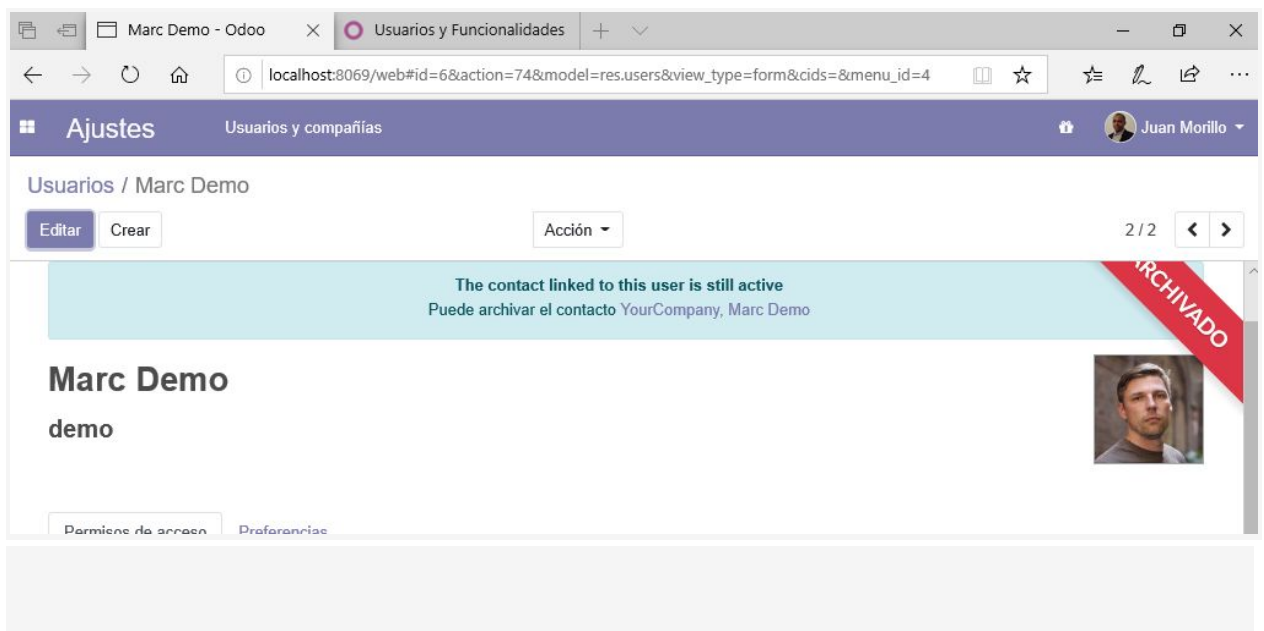 Marc Demo - Odoo
Usuarios y Funcionalidades
localhost:8069/web#id=6&action=74&model=res.users&view_type=form&cids=&menu_id=4
Ajustes Usuarios y compañías Juan Morillo
Usuarios / Marc Demo
Editar Crear Acción 2 / 2
The contact linked to this user is still active
Puede archivar el contacto YourCompany, Marc Demo
ARCHIVADO
Marc Demo
demo
Permisos de acceso Preferencias